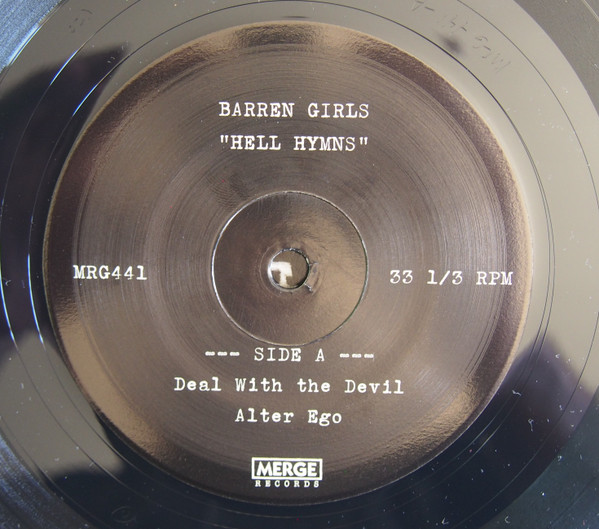 BARREN GIRLS
"HELL HYMNS"
MRG441
33 1/3 RPM
--- SIDE A ---
Deal With the Devil
Alter Ego
MERGE
RECORDS